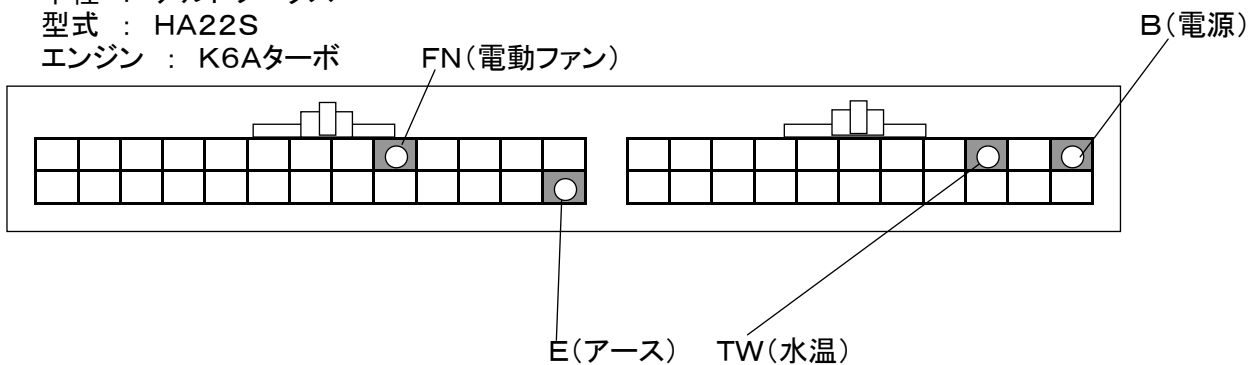 型式 : HA22S
エンジン : K6Aターボ
FN(電動ファン)
B(電源)
E(アース)
TW(水温)